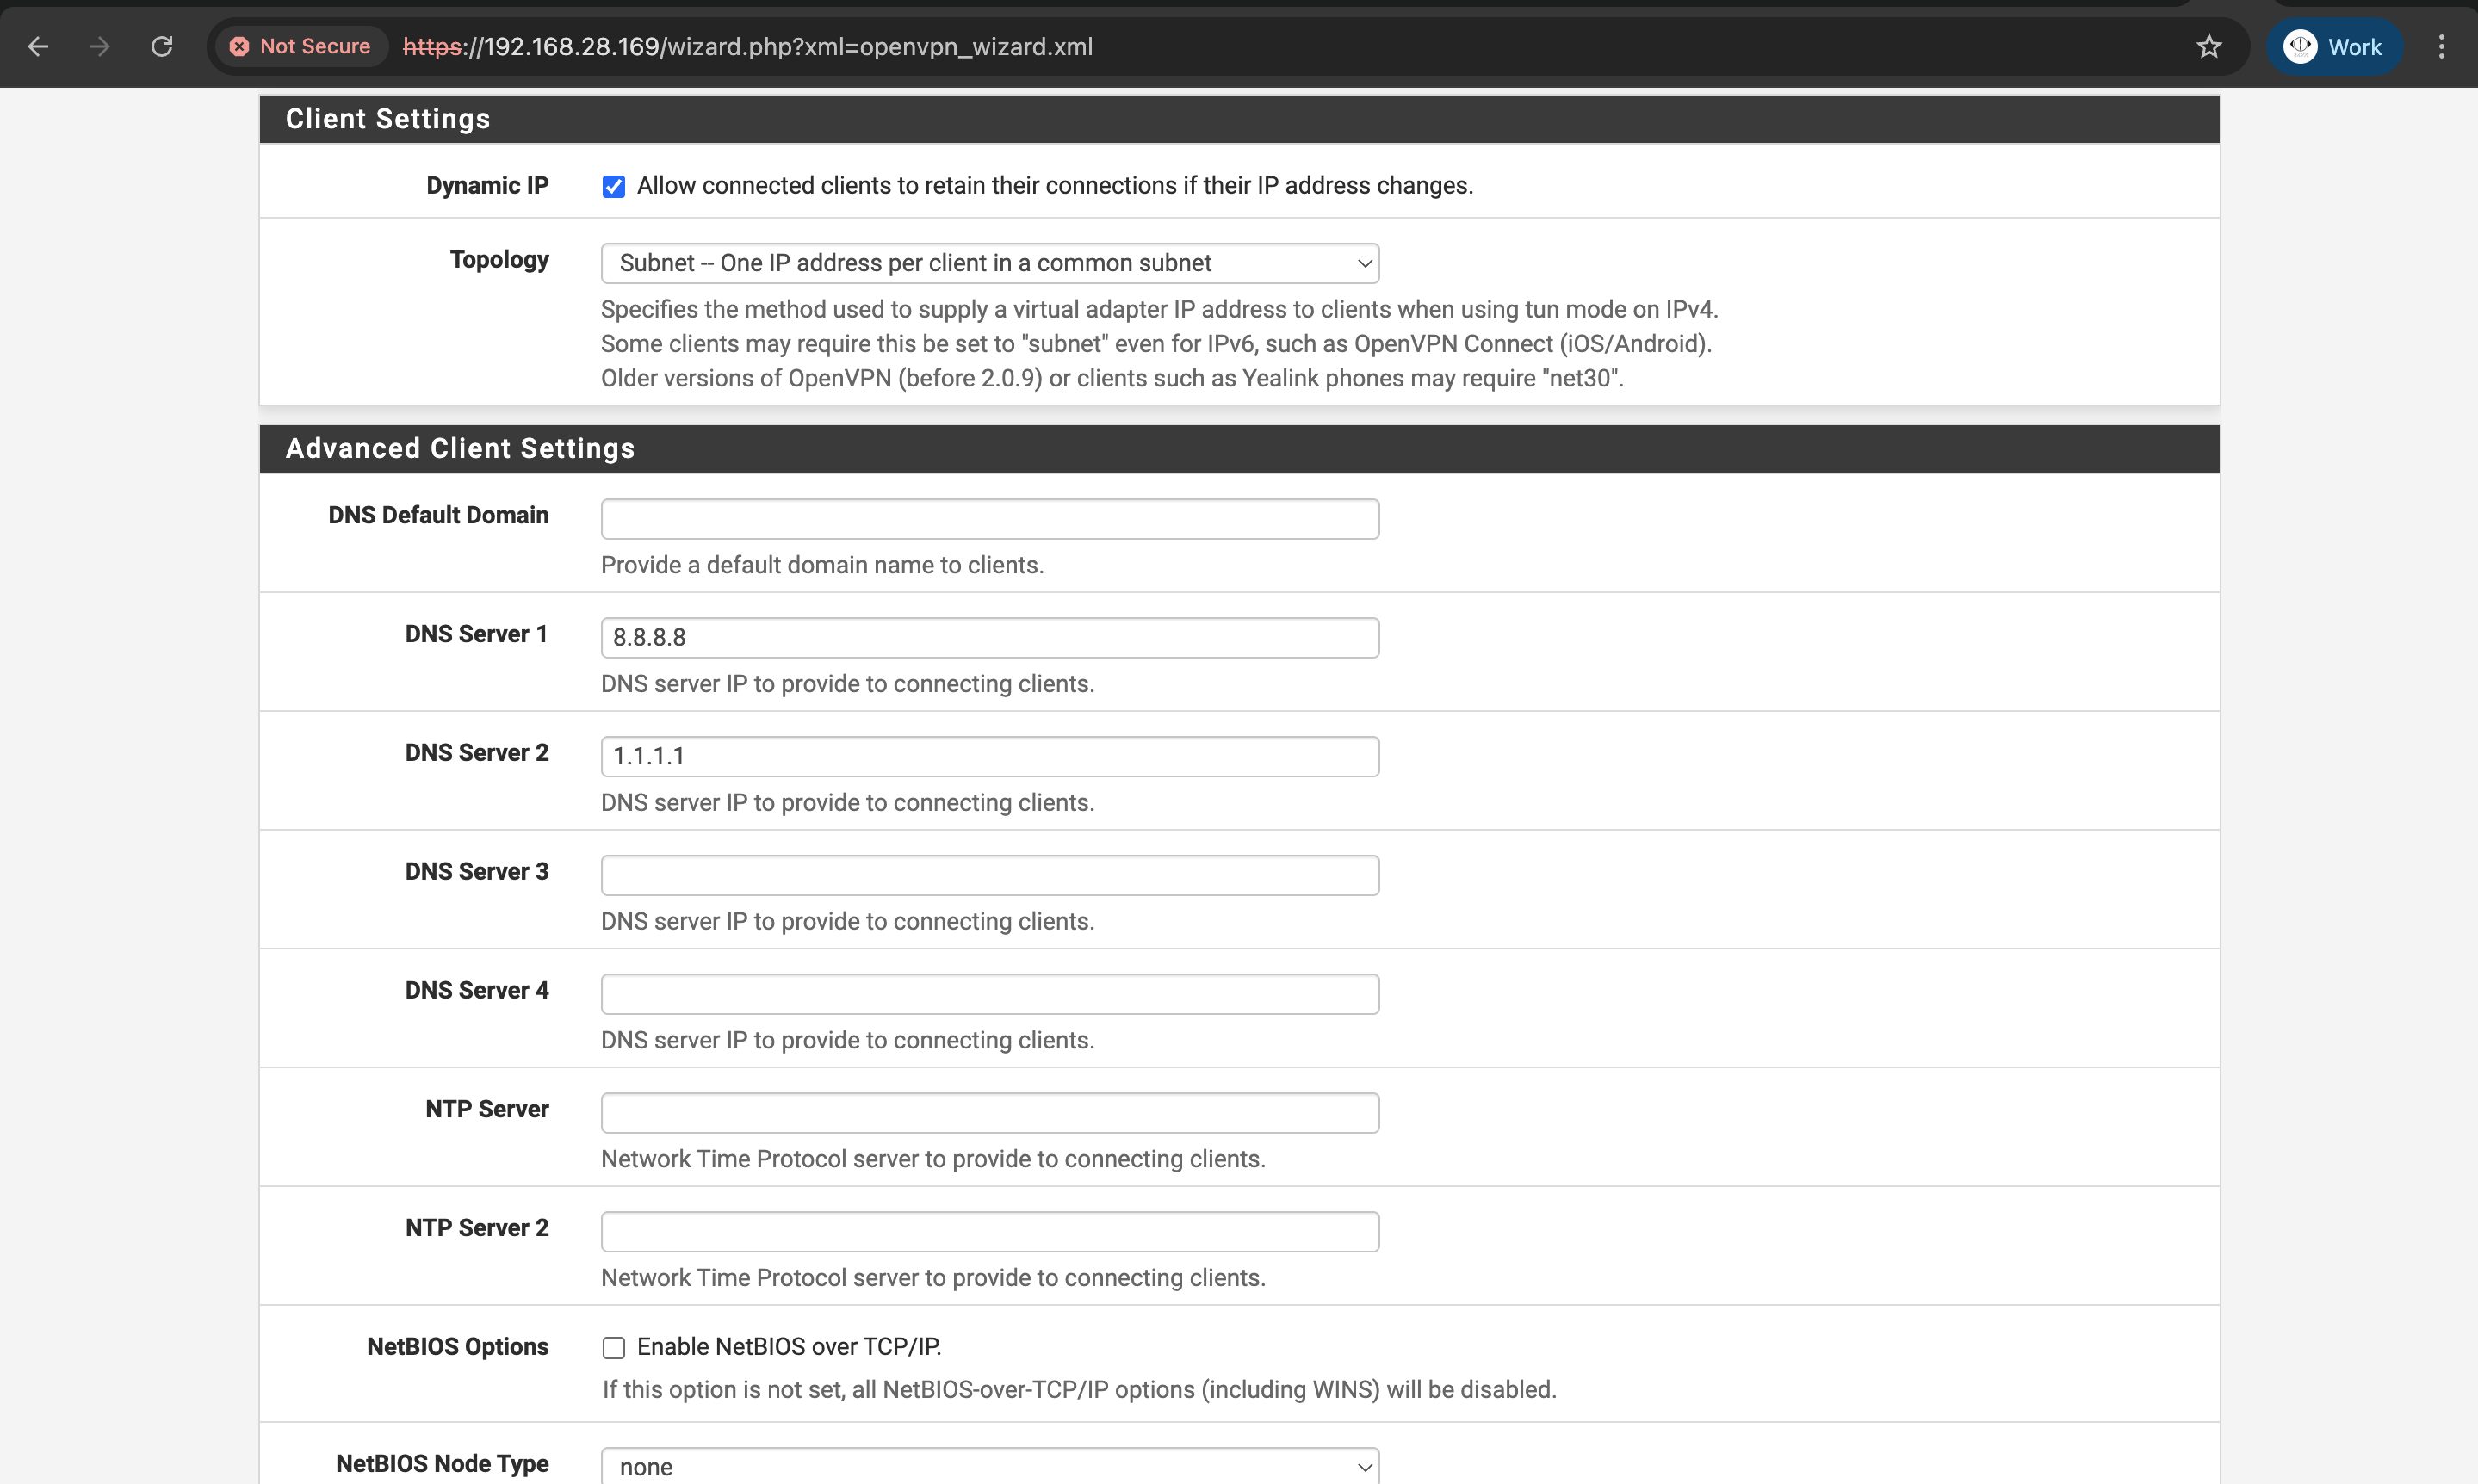 Not Secure https://192.168.28.169/wizard.php?xml=openvpn_wizard.xml Work
Client Settings
Dynamic IP Allow connected clients to retain their connections if their IP address changes.
Topology Subnet -- One IP address per client in a common subnet
Specifies the method used to supply a virtual adapter IP address to clients when using tun mode on IPv4.
Some clients may require this be set to "subnet" even for IPv6, such as OpenVPN Connect (iOS/Android).
Older versions of OpenVPN (before 2.0.9) or clients such as Yealink phones may require "net30".
Advanced Client Settings
DNS Default Domain
Provide a default domain name to clients.
DNS Server 1 8.8.8.8
DNS server IP to provide to connecting clients.
DNS Server 2 1.1.1.1
DNS server IP to provide to connecting clients.
DNS Server 3
DNS server IP to provide to connecting clients.
DNS Server 4
DNS server IP to provide to connecting clients.
NTP Server
Network Time Protocol server to provide to connecting clients.
NTP Server 2
Network Time Protocol server to provide to connecting clients.
NetBIOS Options Enable NetBIOS over TCP/IP.
If this option is not set, all NetBIOS-over-TCP/IP options (including WINS) will be disabled.
NetBIOS Node Type none